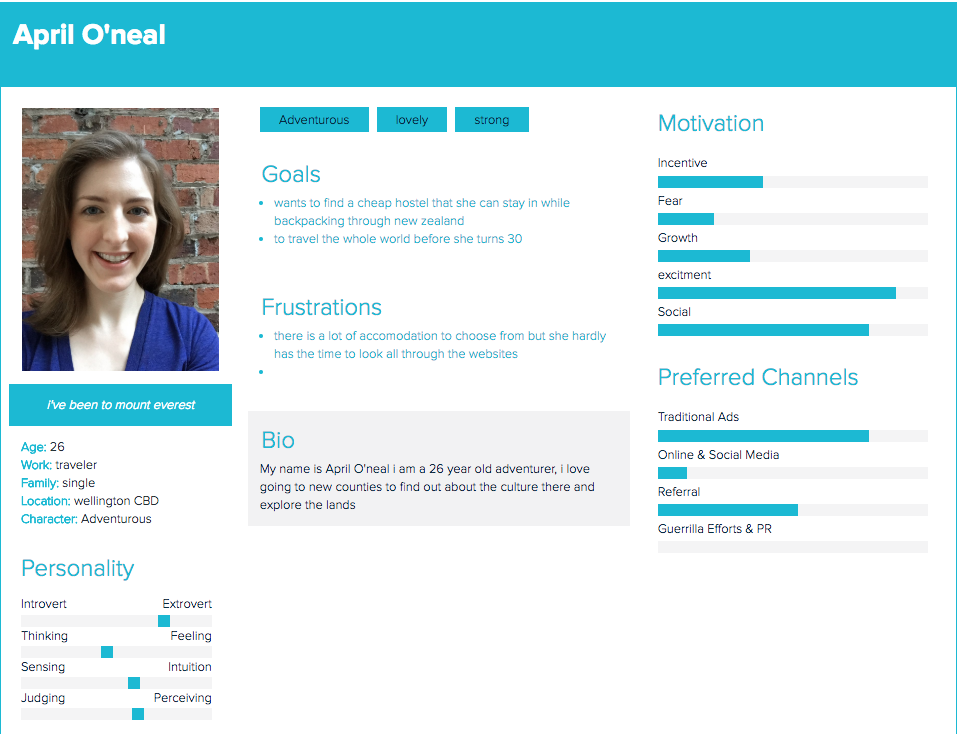 April O'neal
i've been to mount everest
Age: 26
Work: traveler
Family: single
Location: wellington CBD
Character: Adventurous
Personality
Introvert Extrovert
Thinking Feeling
Sensing Intuition
Judging Perceiving
Adventurous lovely strong
Goals
wants to find a cheap hostel that she can stay in while
backpacking through new zealand
to travel the whole world before she turns 30
Frustrations
there is a lot of accomodation to choose from but she hardly
has the time to look all through the websites
Bio
My name is April O'neal i am a 26 year old adventurer, i love
going to new counties to find out about the culture there and
explore the lands
Motivation
Incentive
Fear
Growth
excitment
Social
Preferred Channels
Traditional Ads
Online & Social Media
Referral
Guerrilla Efforts & PR